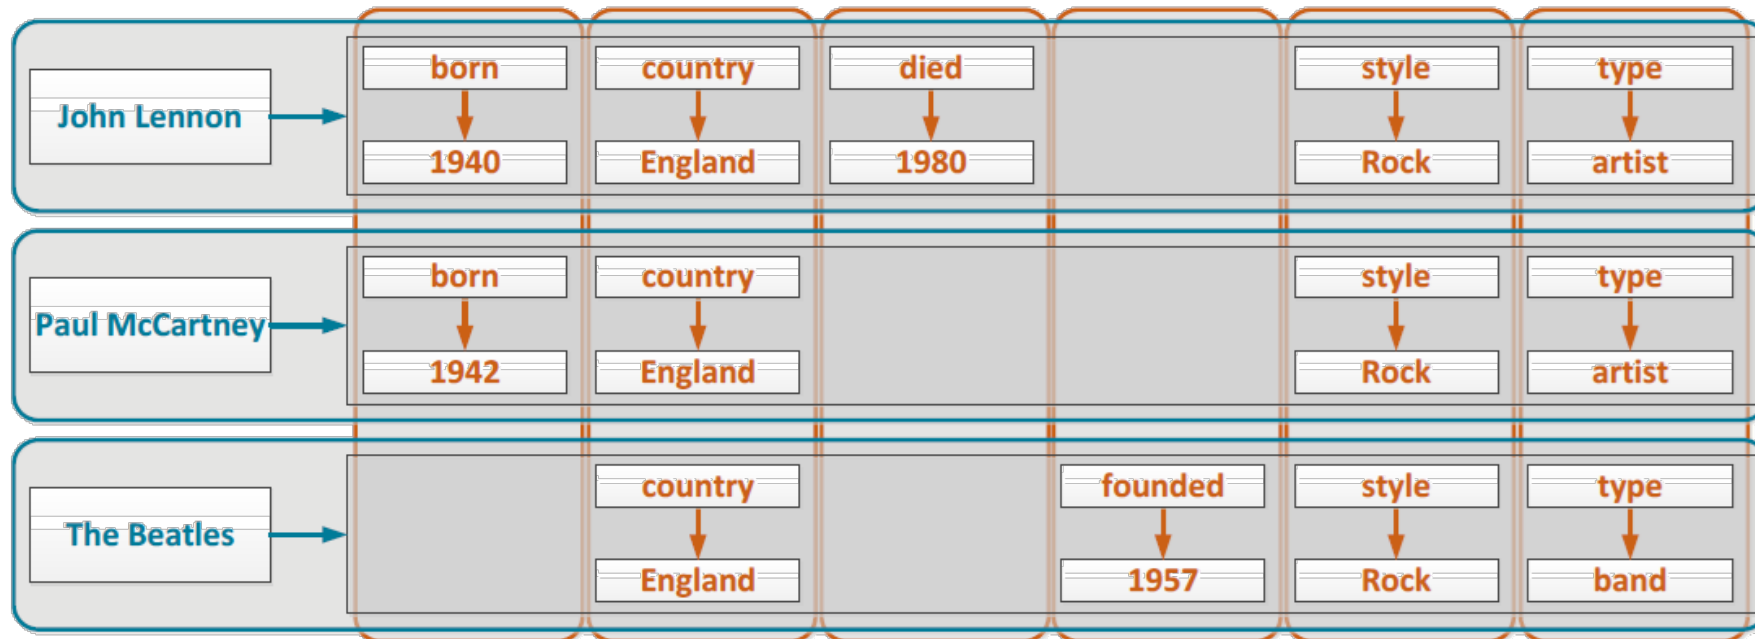 born country died style type
John Lennon
1940 England 1980 Rock artist
born country style type
Paul McCartney
1942 England Rock artist
country founded style type
The Beatles
England 1957 Rock band